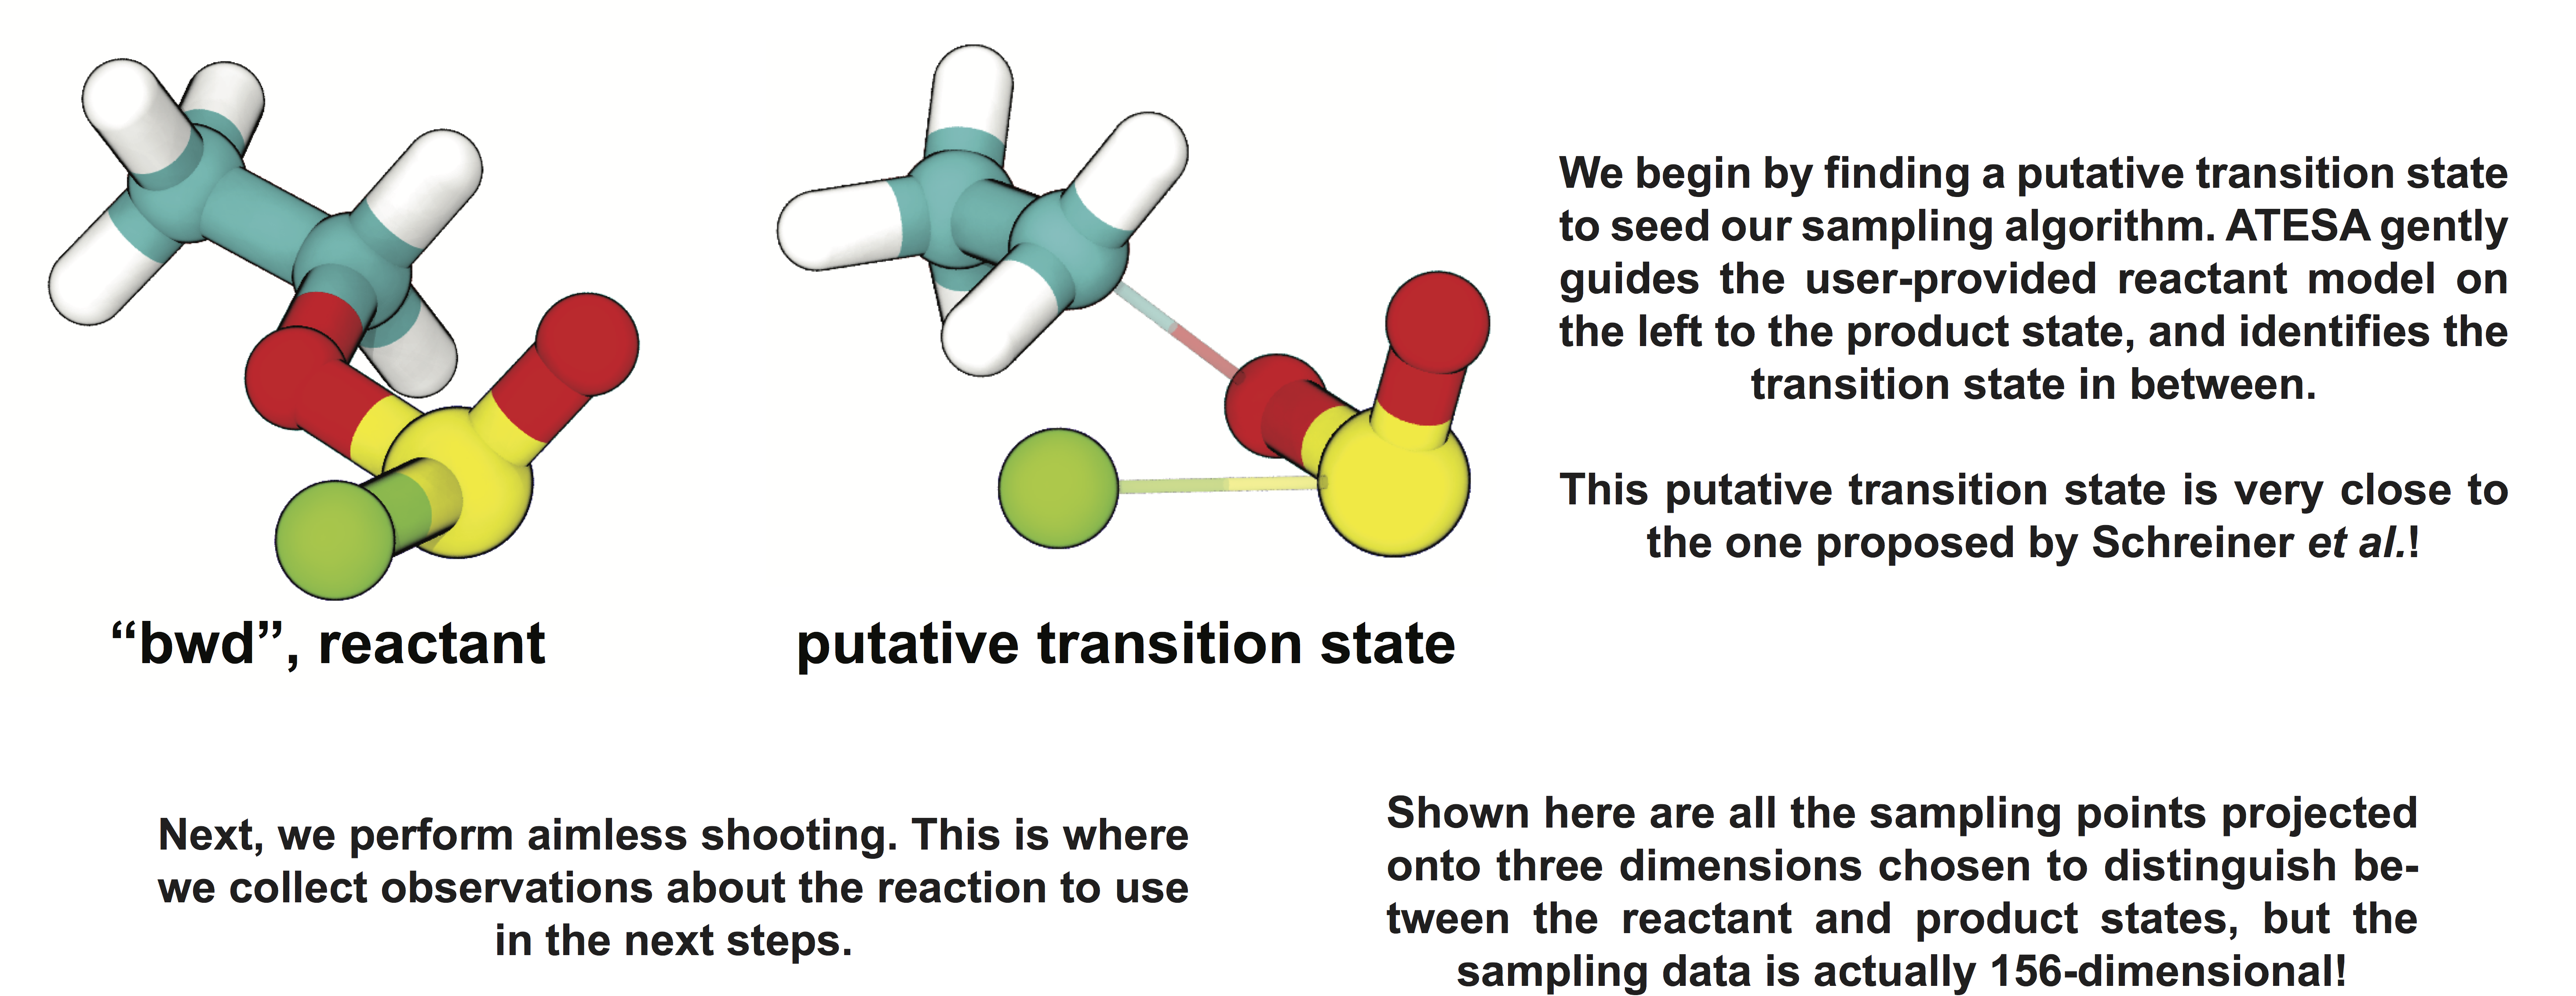 We begin by finding a putative transition state
to seed our sampling algorithm. ATESA gently
guides the user-provided reactant model on
the left to the product state, and identifies the
transition state in between.
This putative transition state is very close to
the one proposed by Schreiner et al.!
“bwd”, reactant
putative transition state
Next, we perform aimless shooting. This is where
we collect observations about the reaction to use
in the next steps.
Shown here are all the sampling points projected
onto three dimensions chosen to distinguish be-
tween the reactant and product states, but the
sampling data is actually 156-dimensional!